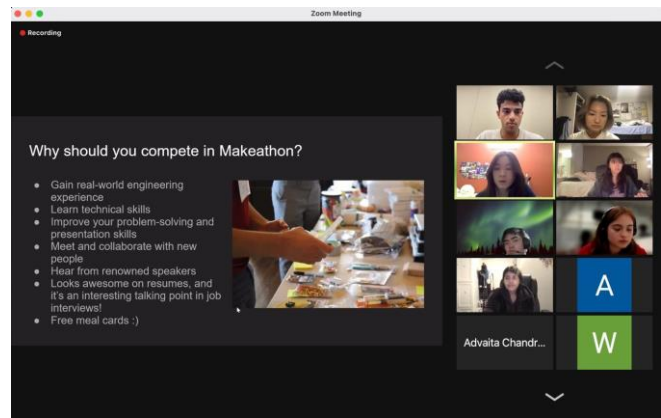 Zoom Meeting
Recording
Why should you compete in Makeathon?
Gain real-world engineering
experience
Learn technical skills
Improve your problem-solving and
presentation skills
Meet and collaborate with new
people
Hear from renowned speakers
Looks awesome on resumes, and
it's an interesting talking point in job
interviews!
Free meal cards :)
A
Advaita Chandr...
W